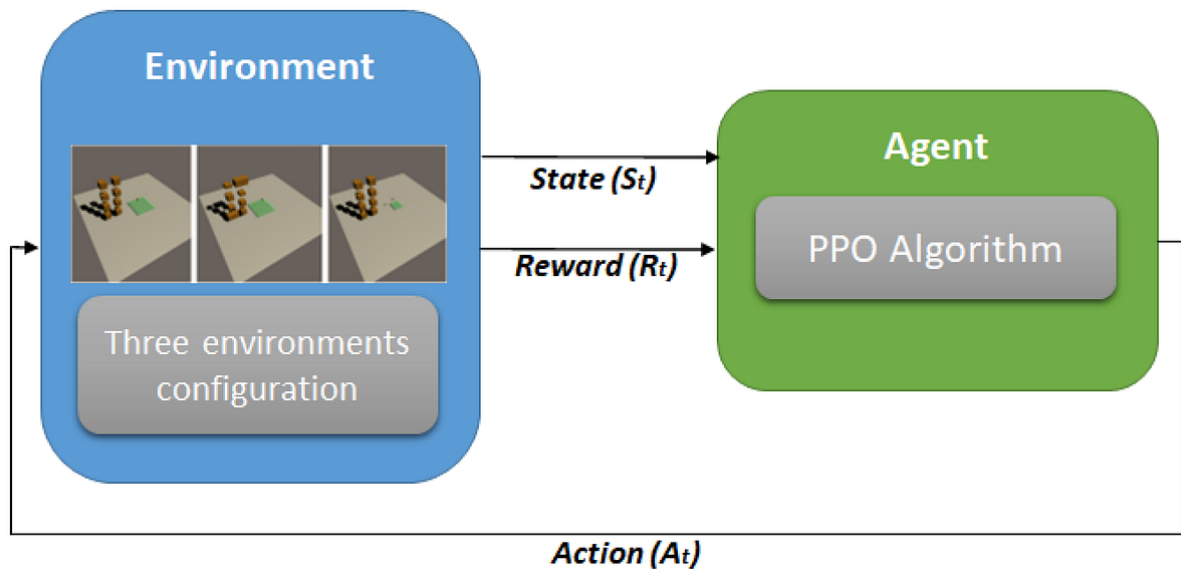 Environment
Three environments
configuration
State (St)
Reward (Rt)
Agent
PPO Algorithm
Action (At)